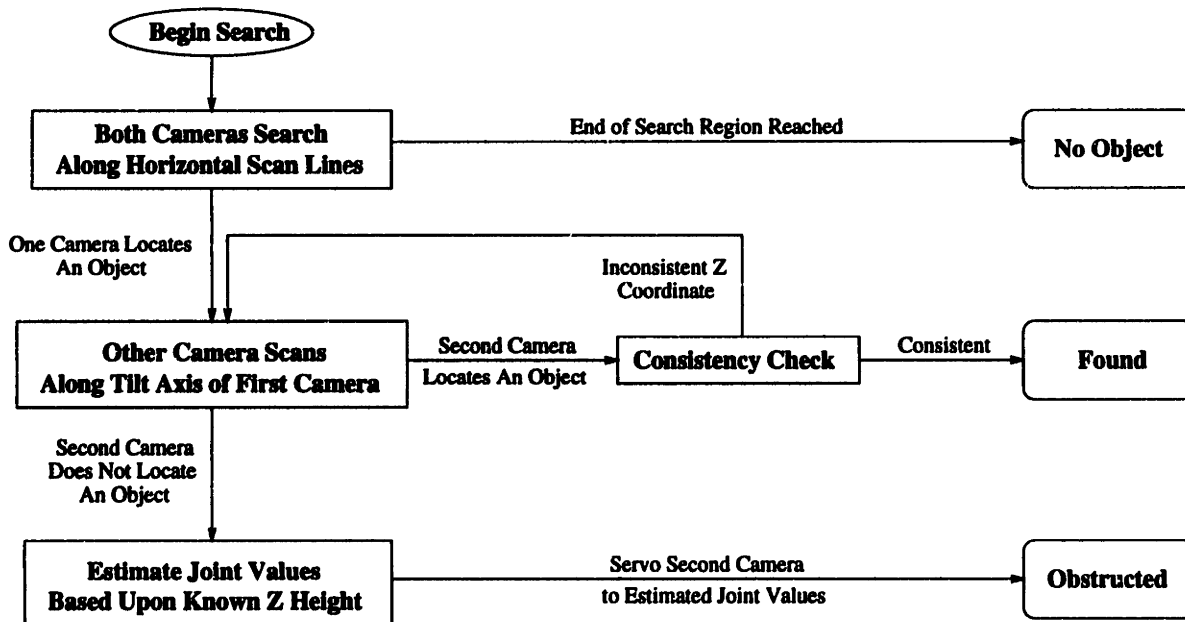 Begin Search
Both Cameras Search
Along Horizontal Scan Lines
End of Search Region Reached
No Object
One Camera Locates
An Object
Inconsistent Z
Coordinate
Other Camera Scans
Along Tilt Axis of First Camera
Second Camera
Locates An Object
Consistency Check
Consistent
Found
Second Camera
Does Not Locate
An Object
Estimate Joint Values
Based Upon Known Z Height
Servo Second Camera
to Estimated Joint Values
Obstructed